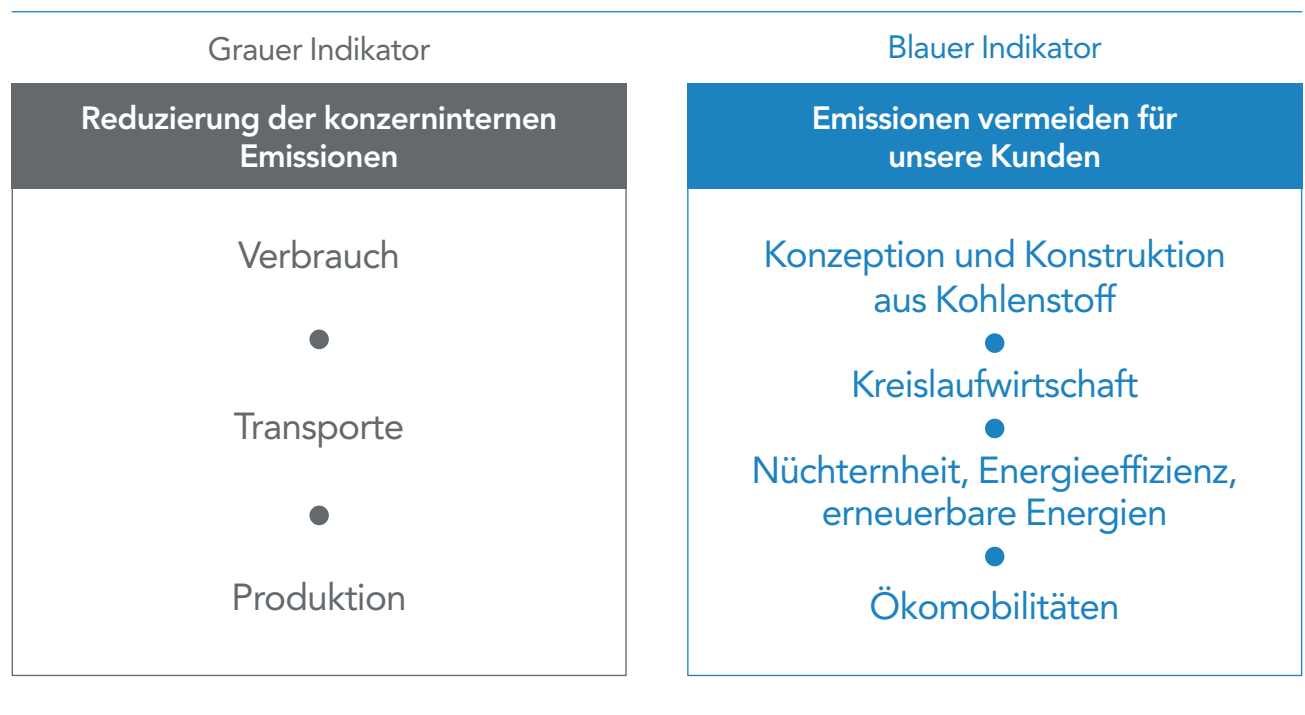 Grauer Indikator
Reduzierung der konzerninternen
Emissionen
Verbrauch
Transporte
Produktion
Blauer Indikator
Emissionen vermeiden für
unsere Kunden
Konzeption und Konstruktion
aus Kohlenstoff
Kreislaufwirtschaft
Nüchternheit, Energieeffizienz,
erneuerbare Energien
Ökomobilitäten